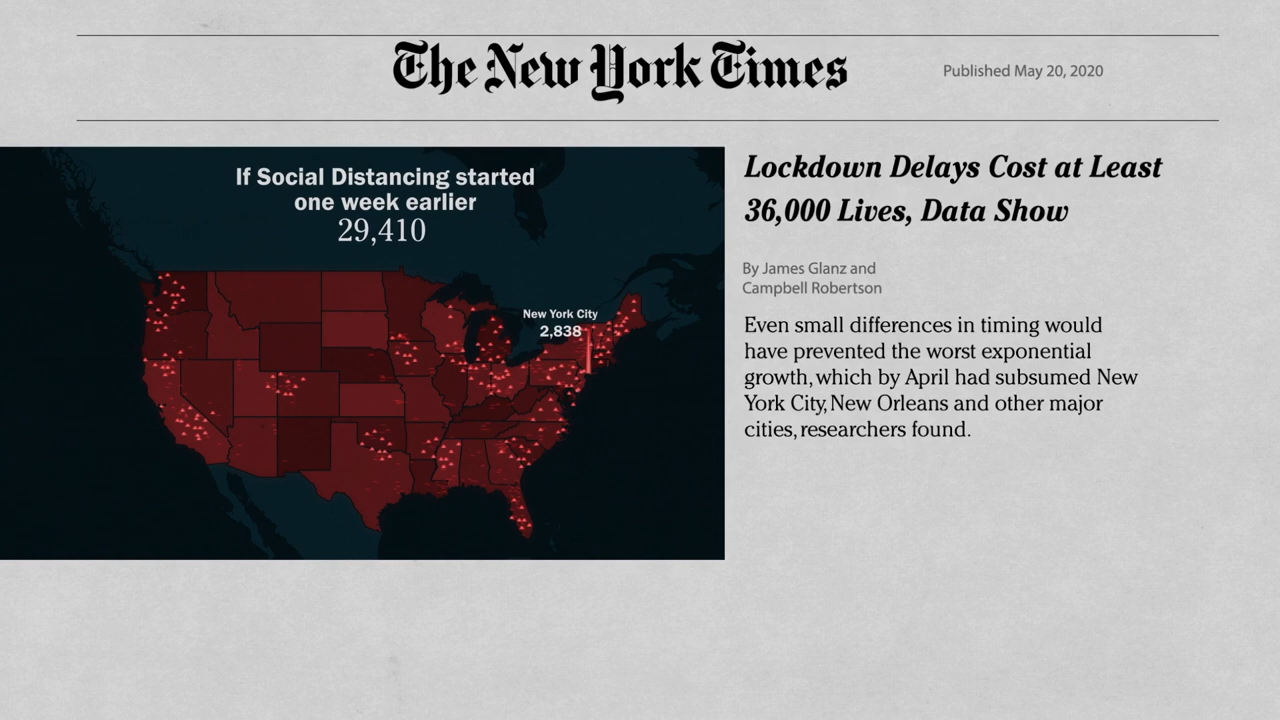 The New York Times
Published May 20, 2020
If Social Distancing started
one week earlier
29,410
New York City
2,838
Lockdown Delays Cost at Least
36,000 Lives, Data Show
By James Glanz and
Campbell Robertson
Even small differences in timing would
have prevented the worst exponential
growth, which by April had subsumed New
York City, New Orleans and other major
cities, researchers found.